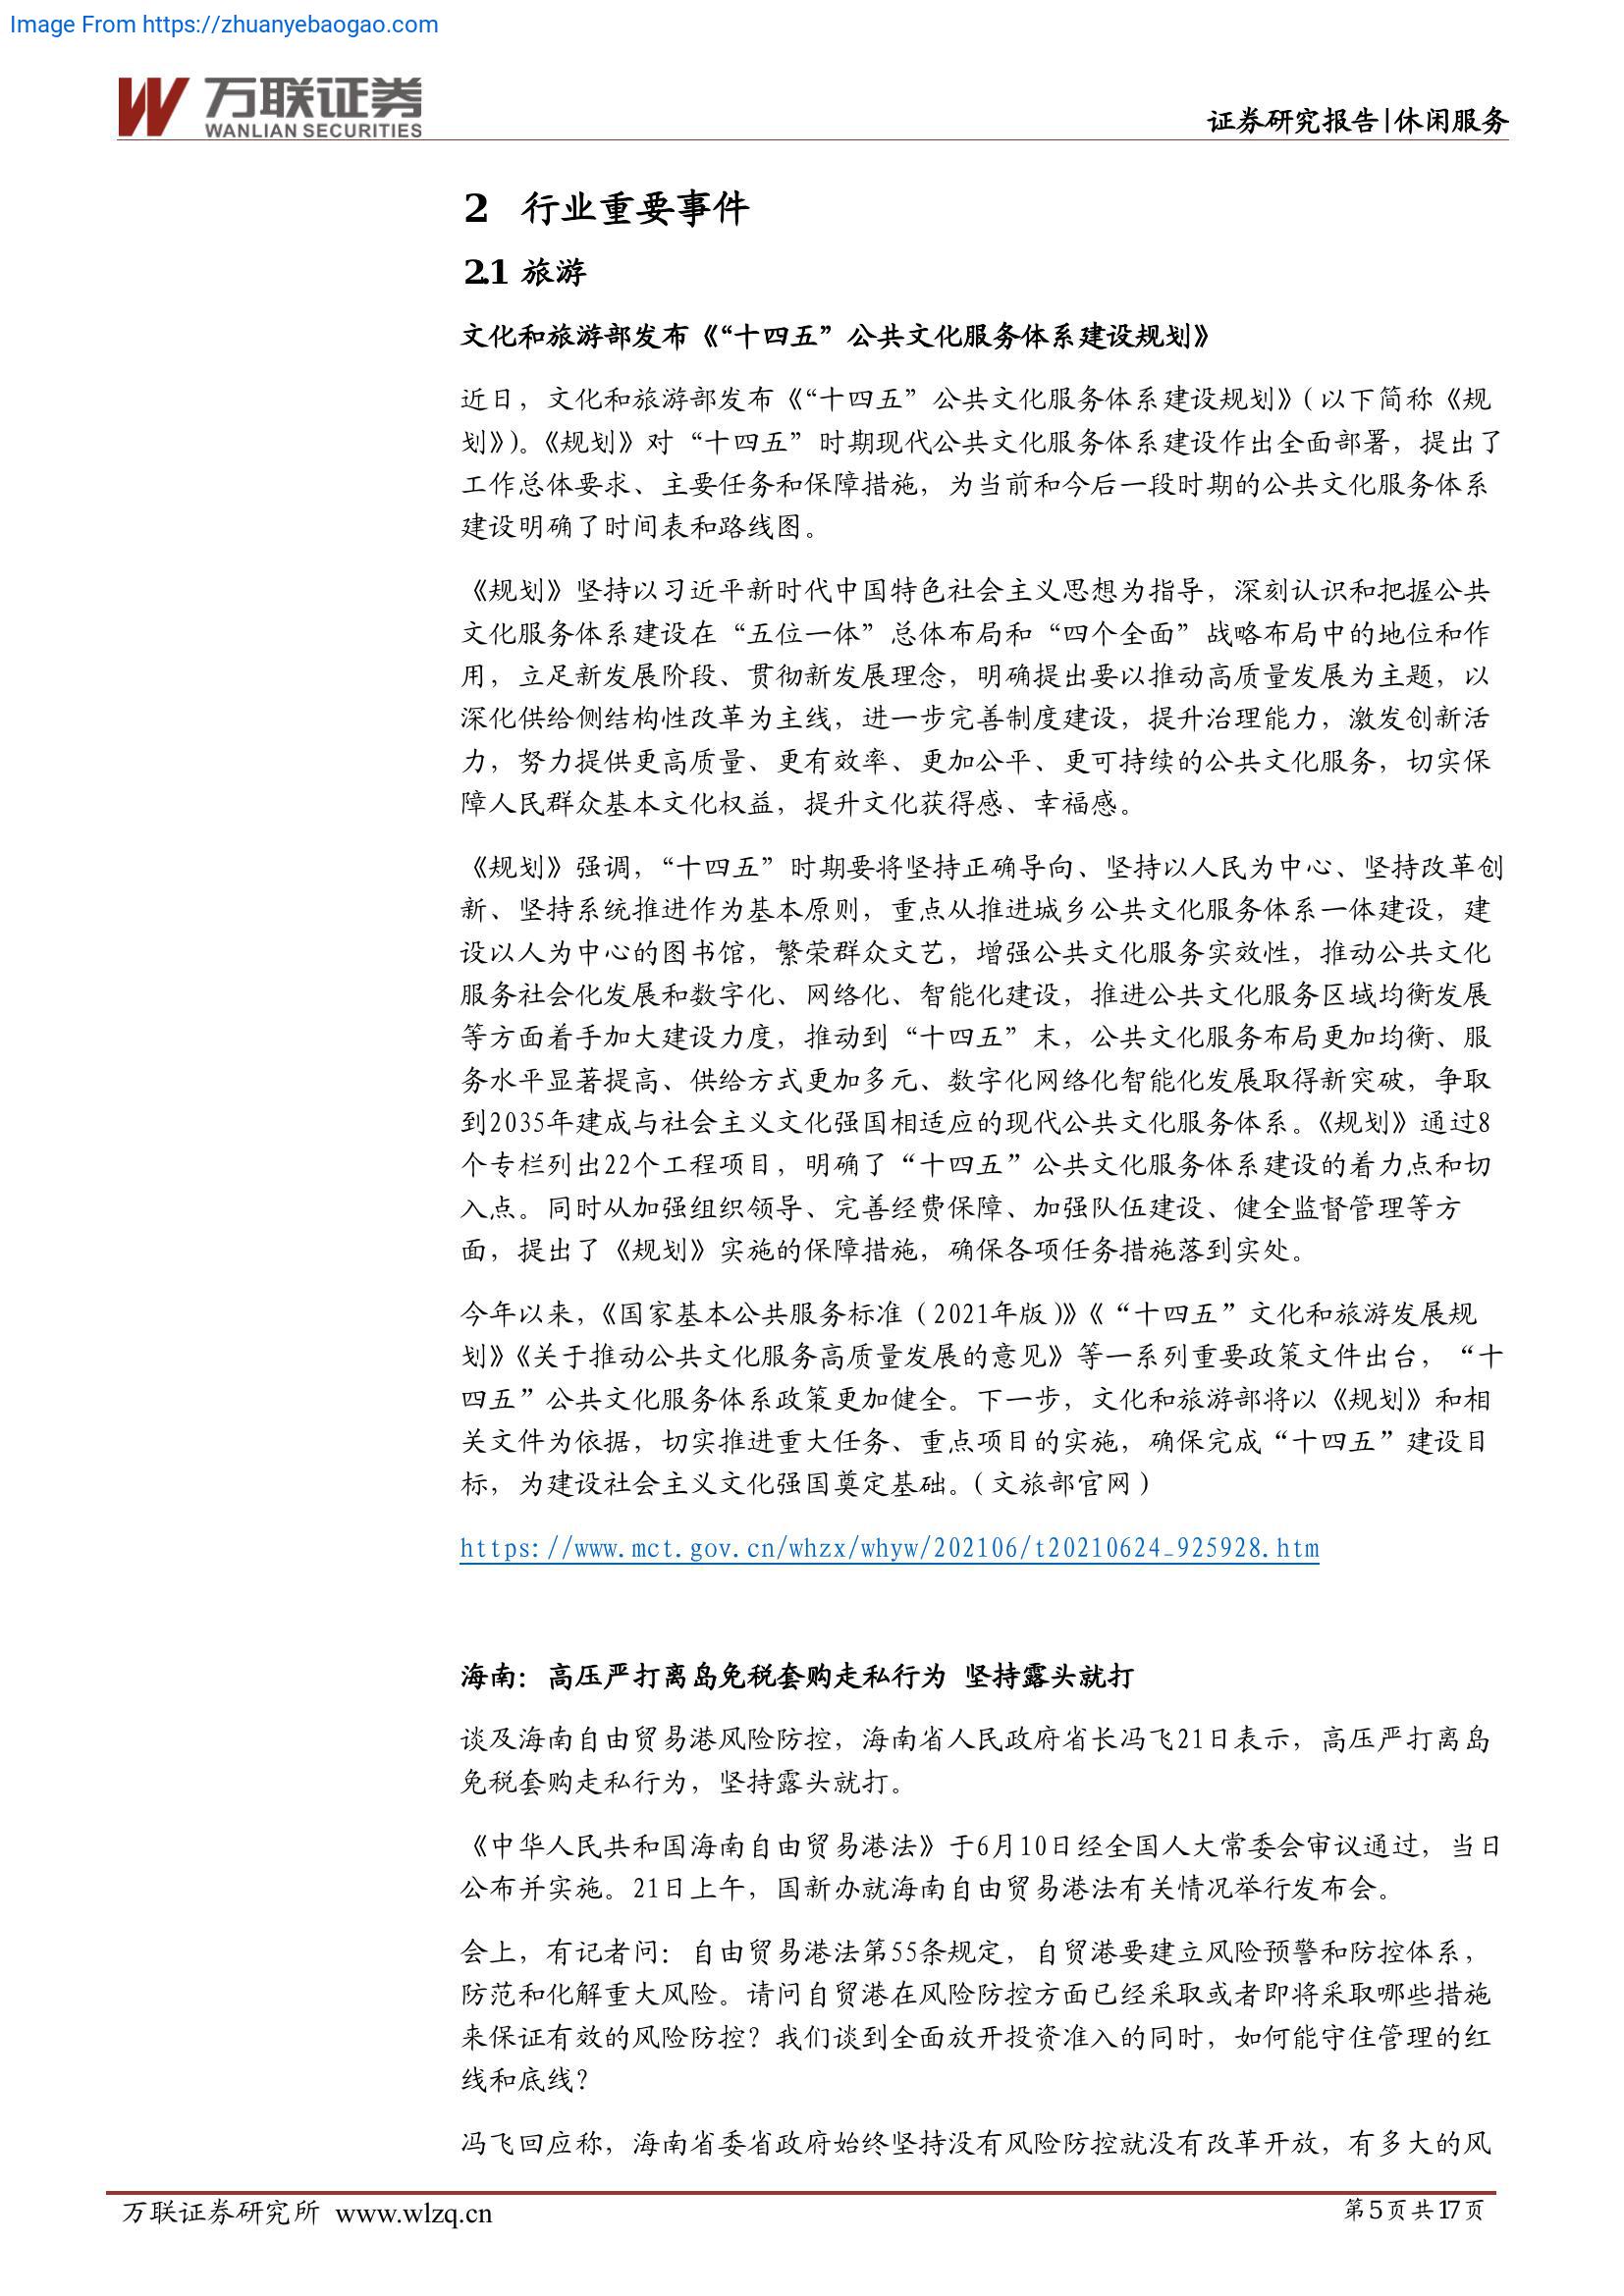 Image From https://zhuanyebaogao.com
万联证券
WANLIAN SECURITIES
证券研究报告|休闲服务
2 行业重要事件
2.1 旅游
文化和旅游部发布《“十四五”公共文化服务体系建设规划》
近日，文化和旅游部发布《“十四五”公共文化服务体系建设规划》(以下简称《规
划》)。《规划》对“十四五”时期现代公共文化服务体系建设作出全面部署，提出了
工作总体要求、主要任务和保障措施，为当前和今后一段时期的公共文化服务体系
建设明确了时间表和路线图。
《规划》坚持以习近平新时代中国特色社会主义思想为指导，深刻认识和把握公共
文化服务体系建设在“五位一体”总体布局和“四个全面”战略布局中的地位和作
用，立足新发展阶段、贯彻新发展理念，明确提出要以推动高质量发展为主题，以
深化供给侧结构性改革为主线，进一步完善制度建设，提升治理能力，激发创新活
力，努力提供更高质量、更有效率、更加公平、更可持续的公共文化服务，切实保
障人民群众基本文化权益，提升文化获得感、幸福感。
《规划》强调，“十四五”时期要将坚持正确导向、坚持以人民为中心、坚持改革创
新、坚持系统推进作为基本原则，重点从推进城乡公共文化服务体系一体建设，建
设以人为中心的图书馆，繁荣群众文艺，增强公共文化服务实效性，推动公共文化
服务社会化发展和数字化、网络化、智能化建设，推进公共文化服务区域均衡发展
等方面着手加大建设力度，推动到“十四五”末，公共文化服务布局更加均衡、服
务水平显著提高、供给方式更加多元、数字化网络化智能化发展取得新突破，争取
到2035年建成与社会主义文化强国相适应的现代公共文化服务体系。《规划》通过8
个专栏列出22个工程项目，明确了“十四五”公共文化服务体系建设的着力点和切
入点。同时从加强组织领导、完善经费保障、加强队伍建设、健全监督管理等方
面，提出了《规划》实施的保障措施，确保各项任务措施落到实处。
今年以来，《国家基本公共服务标准（2021年版）》《“十四五”文化和旅游发展规
划》《关于推动公共文化服务高质量发展的意见》等一系列重要政策文件出台，“十
四五”公共文化服务体系政策更加健全。下一步，文化和旅游部将以《规划》和相
关文件为依据，切实推进重大任务、重点项目的实施，确保完成“十四五”建设目
标，为建设社会主义文化强国奠定基础。(文旅部官网)
https://www.mct.gov.cn/whzx/whyw/202106/t20210624_925928.htm
海南：高压严打离岛免税套购走私行为 坚持露头就打
谈及海南自由贸易港风险防控，海南省人民政府省长冯飞21日表示，高压严打离岛
免税套购走私行为，坚持露头就打。
《中华人民共和国海南自由贸易港法》于6月10日经全国人大常委会审议通过，当日
公布并实施。21日上午，国新办就海南自由贸易港法有关情况举行发布会。
会上，有记者问：自由贸易港法第55条规定，自贸港要建立风险预警和防控体系，
防范和化解重大风险。请问自贸港在风险防控方面已经采取或者即将采取哪些措施
来保证有效的风险防控？我们谈到全面放开投资准入的同时，如何能守住管理的红
线和底线？
冯飞回应称，海南省委省政府始终坚持没有风险防控就没有改革开放，有多大的风
万联证券研究所 www.wlzq.cn
第5页共17页